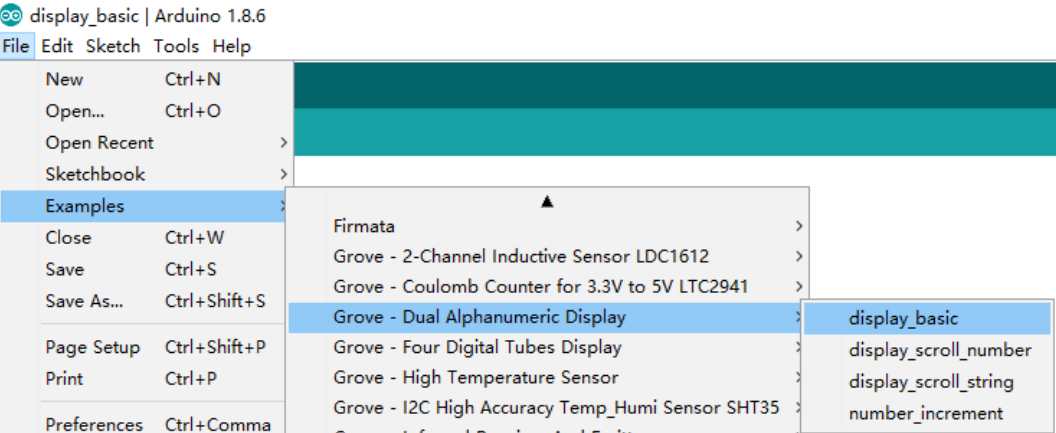 display_basic | Arduino 1.8.6
File Edit Sketch Tools Help
New Ctrl+N
Open... Ctrl+O
Open Recent
Sketchbook
Examples
Close Ctrl+W
Save Ctrl+S
Save As... Ctrl+Shift+S
Page Setup Ctrl+Shift+P
Print Ctrl+P
Preferences Ctrl+Comma
Firmata
Grove - 2-Channel Inductive Sensor LDC1612
Grove - Coulomb Counter for 3.3V to 5V LTC2941
Grove - Dual Alphanumeric Display
Grove - Four Digital Tubes Display
Grove - High Temperature Sensor
Grove - I2C High Accuracy Temp_Humi Sensor SHT35
display_basic
display_scroll_number
display_scroll_string
number_increment